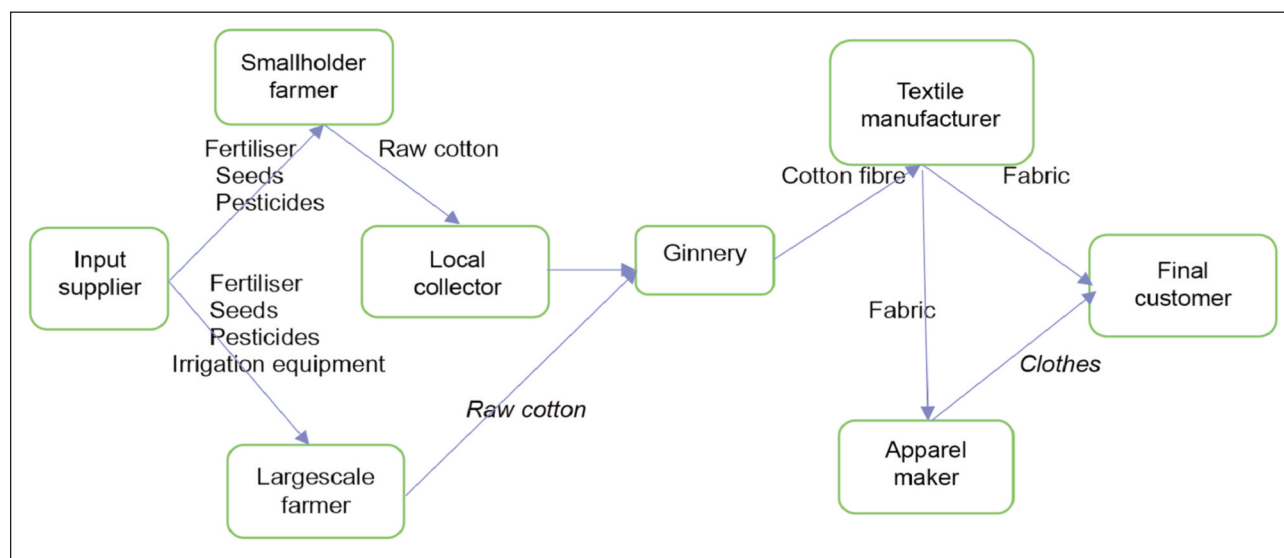 Smallholder
farmer
Fertiliser
Seeds
Pesticides
Raw cotton
Input
supplier
Local
collector
Fertiliser
Seeds
Pesticides
Irrigation equipment
Largescale
farmer
Raw cotton
Ginnery
Cotton fibre
Textile
manufacturer
Fabric
Fabric
Final
customer
Clothes
Apparel
maker